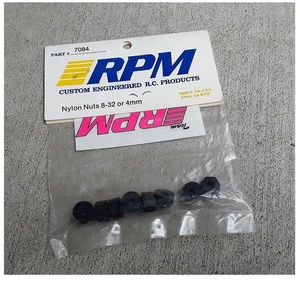 PART # 7084
RPM
CUSTOM ENGINEERED R.C. PRODUCTS
Nylon Nuts 8-32 or 4mm
Made in the U.S.A.
RPM